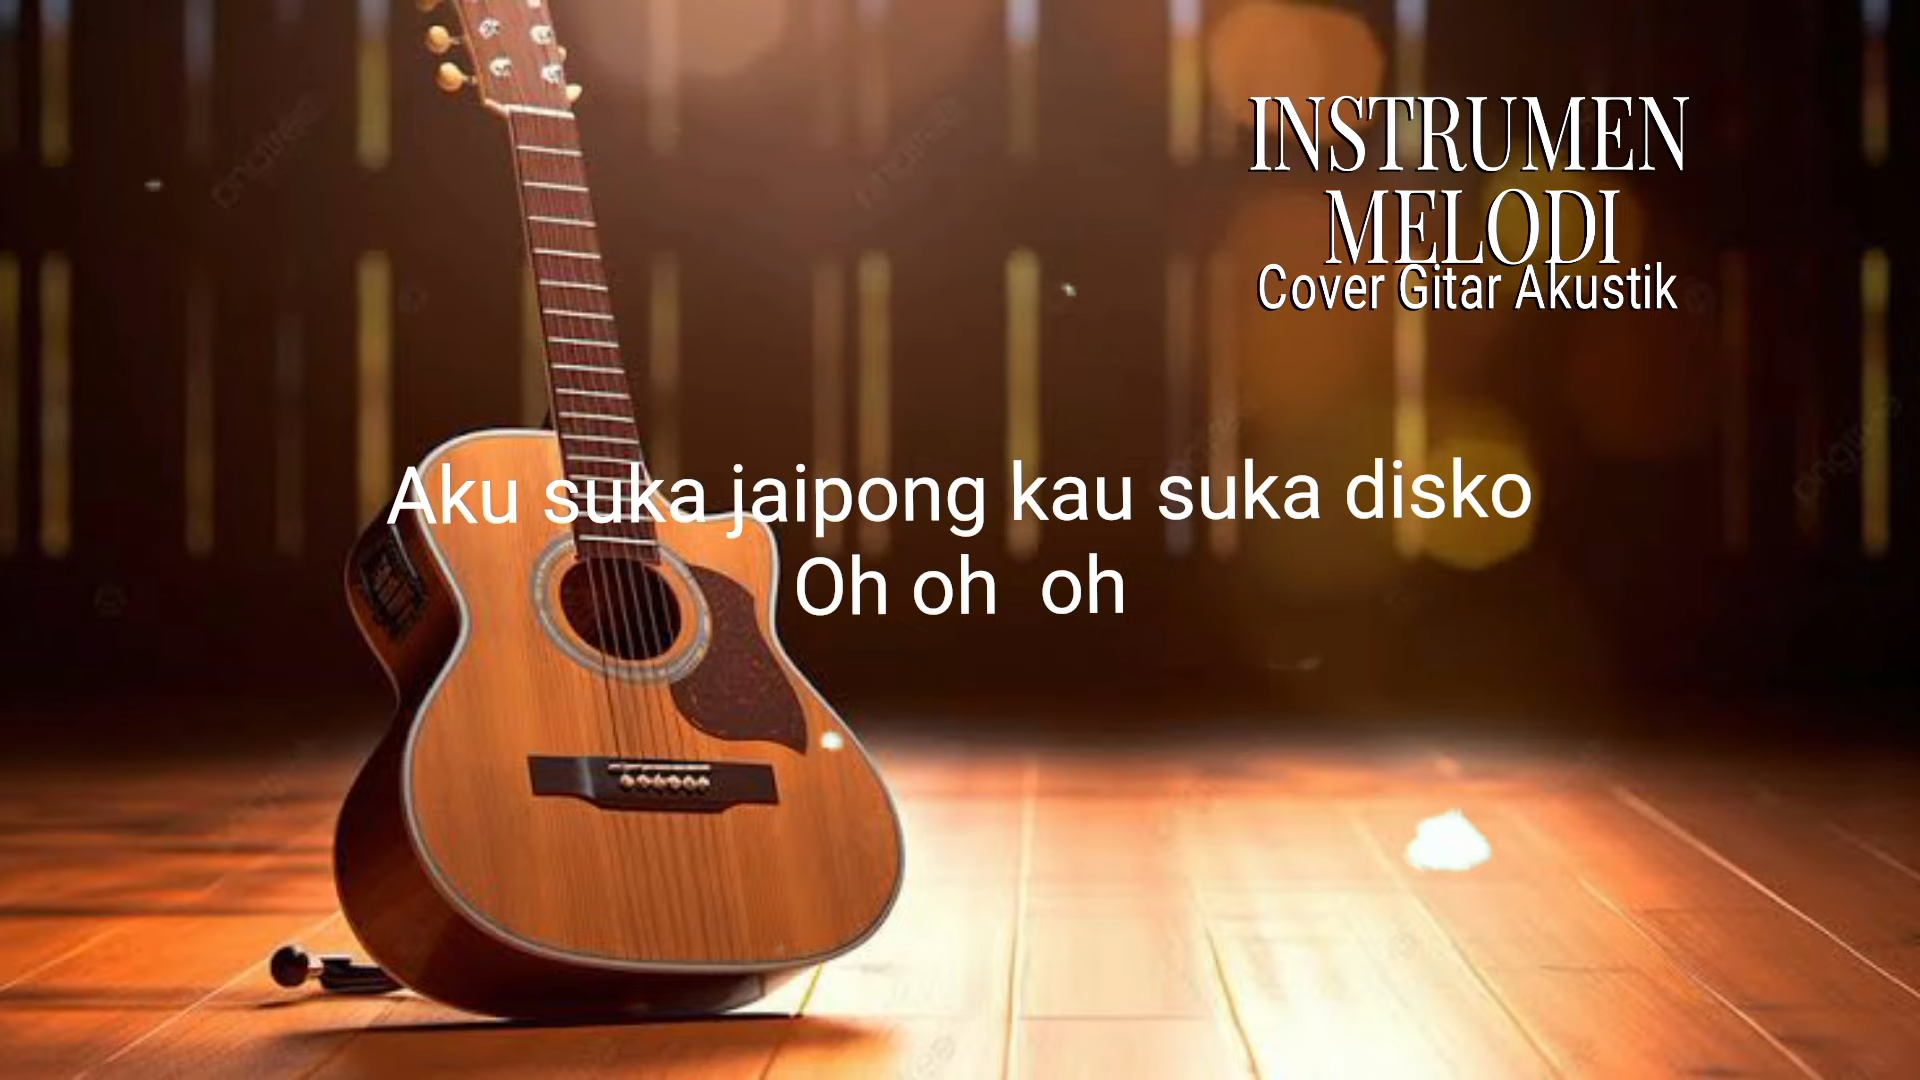 INSTRUMEN
MELODI
Cover Gitar Akustik
Aku suka jaipong kau suka disko
Oh oh  oh